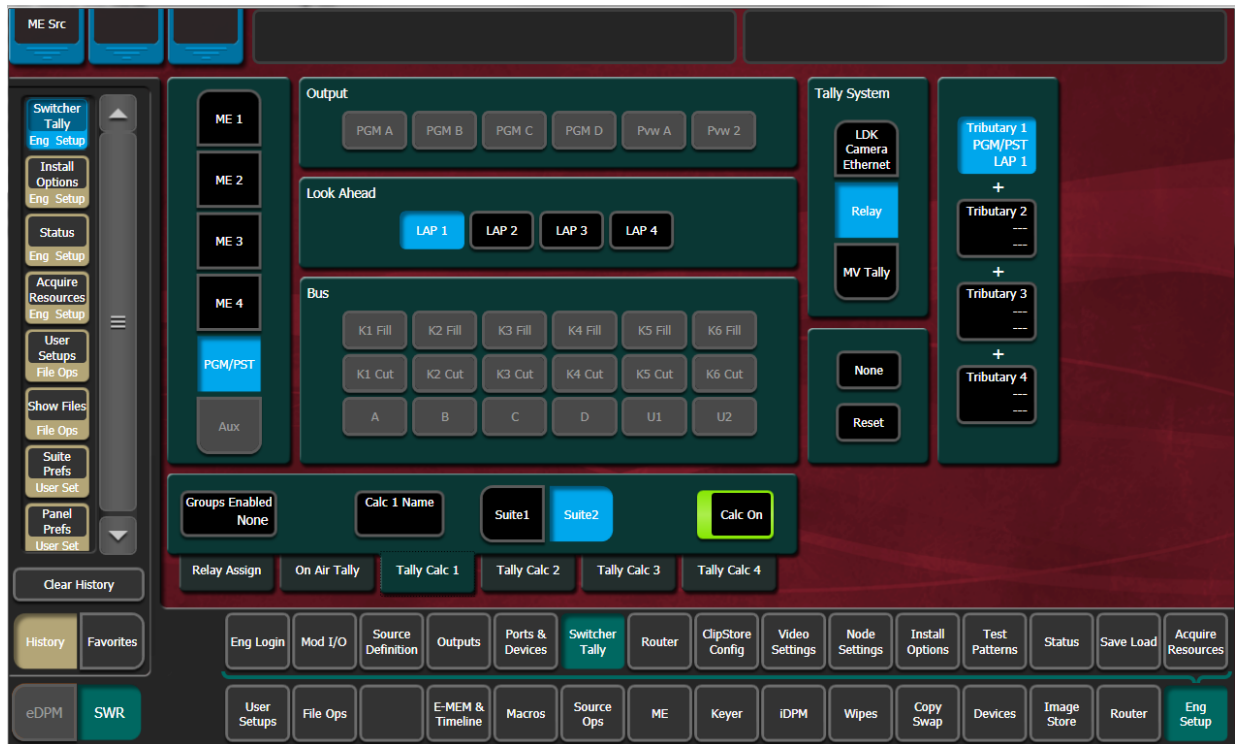 ME Src
Switcher
Tally
Eng Setup
Install
Options
Eng Setup
Status
Eng Setup
Acquire
Resources
Eng Setup
User
Setups
File Ops
Show Files
File Ops
Suite
Prefs
User Set
Panel
Prefs
User Set
Clear History
History
Favorites
eDPM
SWR
ME 1
ME 2
ME 3
ME 4
PGM/PST
Aux
Output
PGM A
PGM B
PGM C
PGM D
Pvw A
Pvw 2
Look Ahead
LAP 1
LAP 2
LAP 3
LAP 4
Bus
K1 Fill
K2 Fill
K3 Fill
K4 Fill
K5 Fill
K6 Fill
K1 Cut
K2 Cut
K3 Cut
K4 Cut
K5 Cut
K6 Cut
A
B
C
D
U1
U2
Tally System
LDK
Camera
Ethernet
Relay
MV Tally
None
Reset
Tributary 1
PGM/PST
LAP 1
+
Tributary 2
---
---
+
Tributary 3
---
---
+
Tributary 4
---
---
Groups Enabled
None
Calc 1 Name
Suite1
Suite2
Calc On
Relay Assign
On Air Tally
Tally Calc 1
Tally Calc 2
Tally Calc 3
Tally Calc 4
Eng Login
Mod I/O
Source
Definition
Outputs
Ports &
Devices
Switcher
Tally
Router
ClipStore
Config
Video
Settings
Node
Settings
Install
Options
Test
Patterns
Status
Save Load
Acquire
Resources
User
Setups
File Ops
E-MEM &
Timeline
Macros
Source
Ops
ME
Keyer
iDPM
Wipes
Copy
Swap
Devices
Image
Store
Router
Eng
Setup